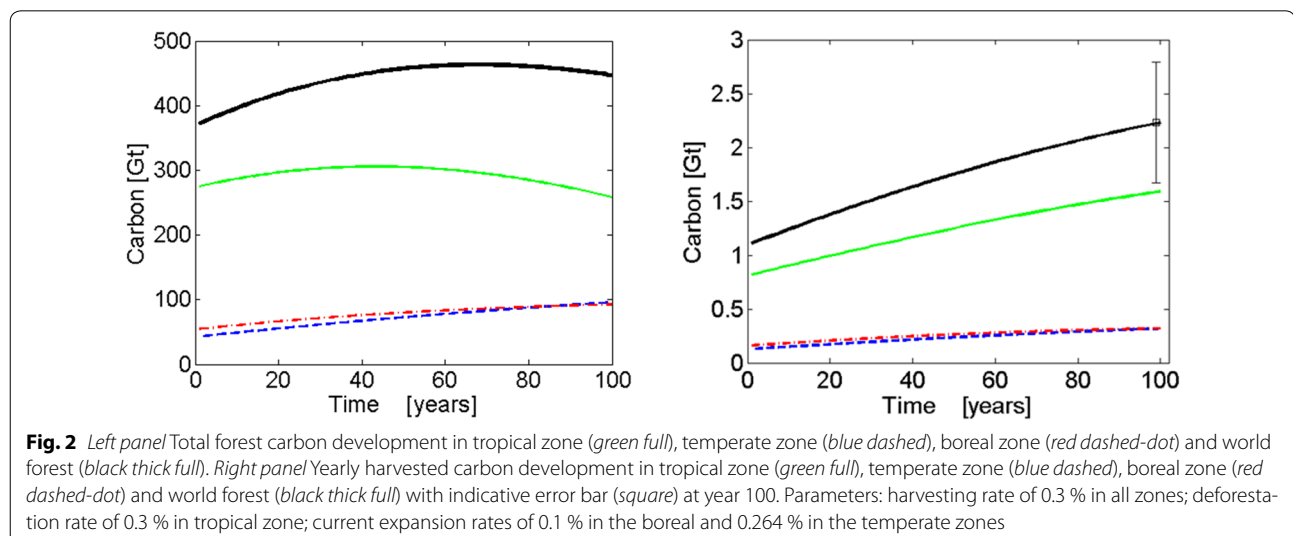 500
400
300
200
100
0
Carbon [Gt]
0 20 40 60 80 100
Time [years]
3
2.5
2
1.5
1
0.5
0
Carbon [Gt]
0 20 40 60 80 100
Time [years]
Fig. 2 Left panel Total forest carbon development in tropical zone (green full), temperate zone (blue dashed), boreal zone (red dashed-dot) and world
forest (black thick full). Right panel Yearly harvested carbon development in tropical zone (green full), temperate zone (blue dashed), boreal zone (red
dashed-dot) and world forest (black thick full) with indicative error bar (square) at year 100. Parameters: harvesting rate of 0.3 % in all zones; deforesta-
tion rate of 0.3 % in tropical zone; current expansion rates of 0.1 % in the boreal and 0.264 % in the temperate zones